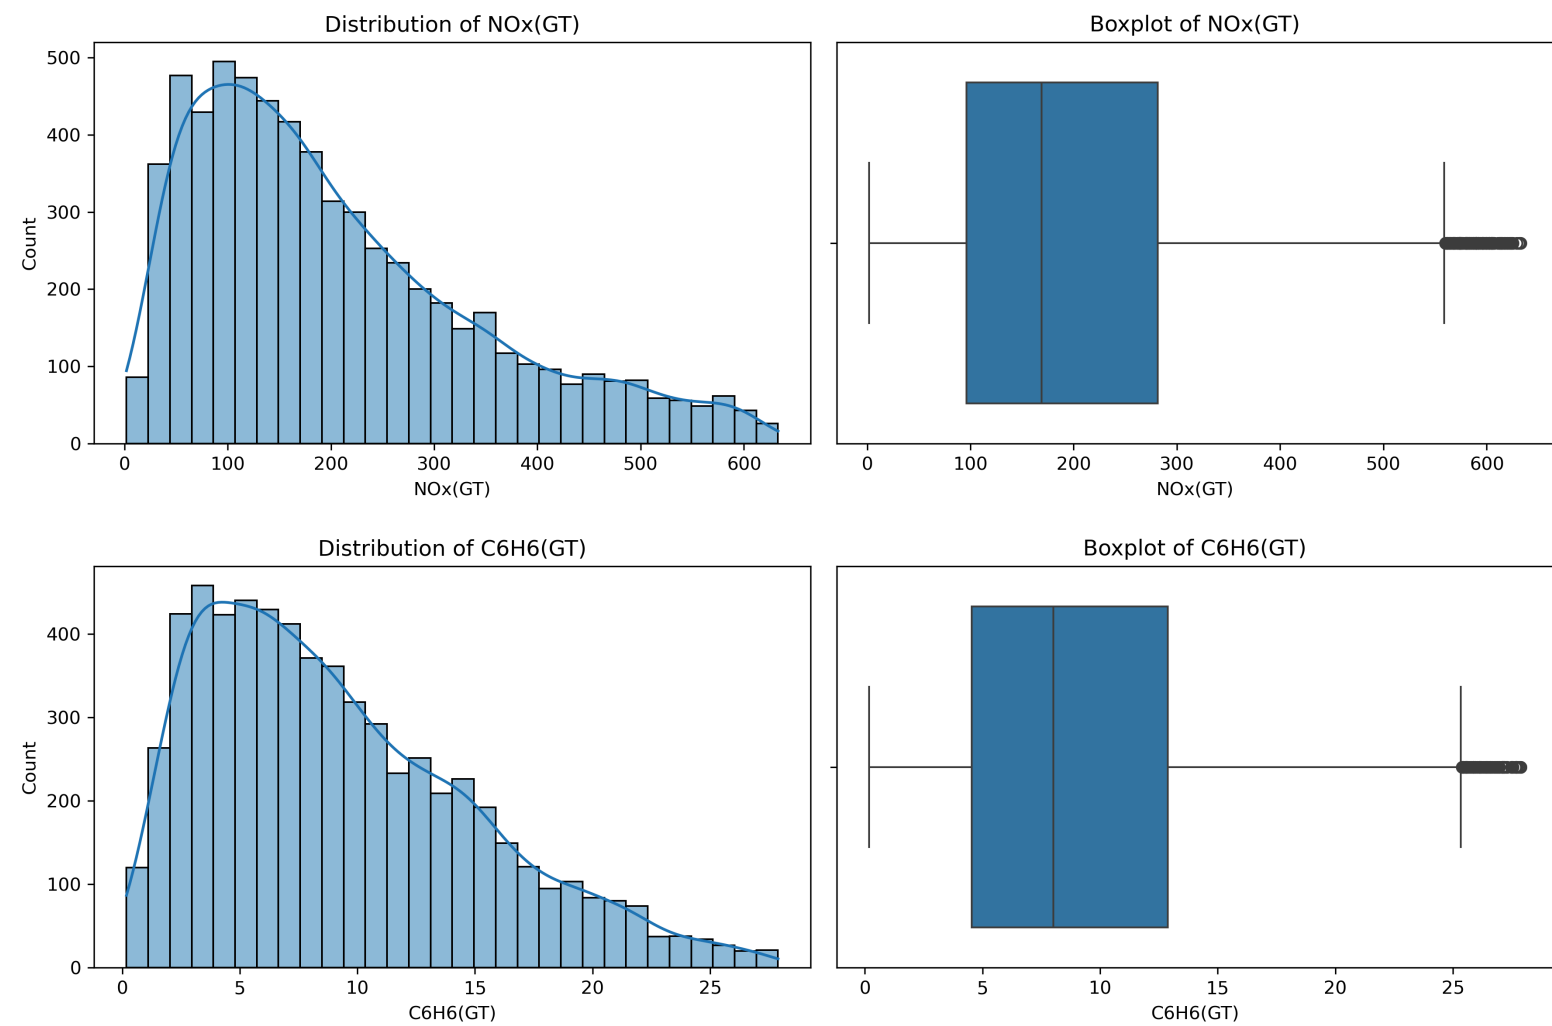 Distribution of NOx(GT)
500
400
300
200
100
0
Count
0 100 200 300 400 500 600
NOx(GT)
Boxplot of NOx(GT)
0 100 200 300 400 500 600
NOx(GT)
Distribution of C6H6(GT)
400
300
200
100
0
Count
0 5 10 15 20 25
C6H6(GT)
Boxplot of C6H6(GT)
0 5 10 15 20 25
C6H6(GT)